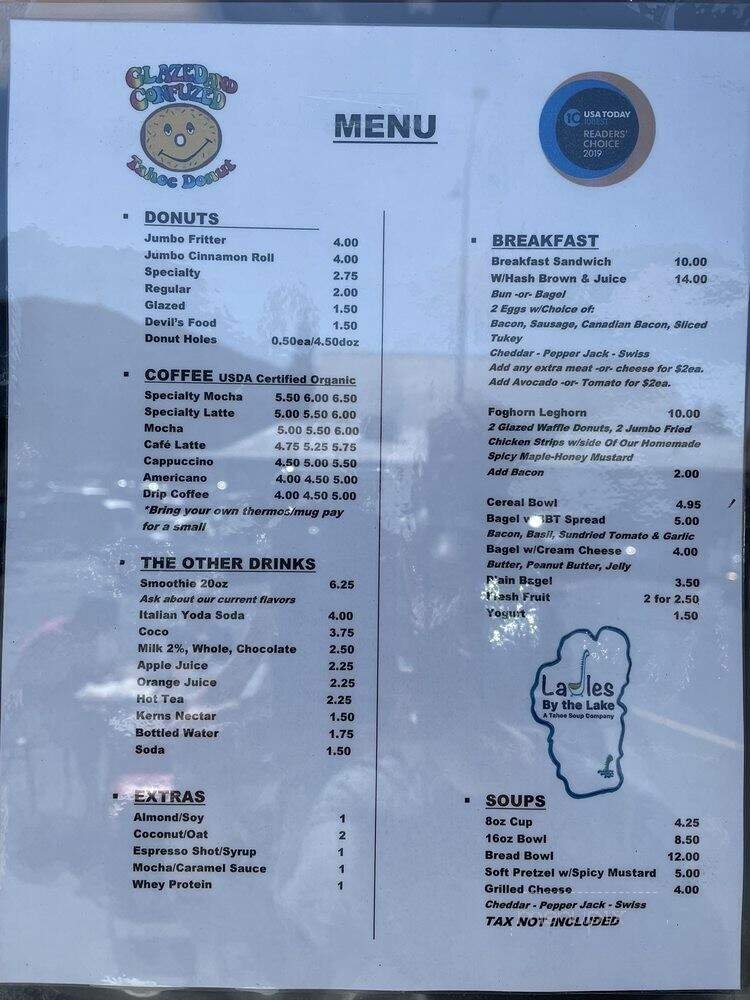 GLAZED AND
CONFUZED
Tahoe Donut
MENU
10 USA TODAY
10BEST
READERS'
CHOICE
2019
DONUTS
Jumbo Fritter 4.00
Jumbo Cinnamon Roll 4.00
Specialty 2.75
Regular 2.00
Glazed 1.50
Devil's Food 1.50
Donut Holes 0.50ea/4.50doz
COFFEE USDA Certified Organic
Specialty Mocha 5.50 6.00 6.50
Specialty Latte 5.00 5.50 6.00
Mocha 5.00 5.50 6.00
Café Latte 4.75 5.25 5.75
Cappuccino 4.50 5.00 5.50
Americano 4.00 4.50 5.00
Drip Coffee 4.00 4.50 5.00
*Bring your own thermos/mug pay
for a small
THE OTHER DRINKS
Smoothie 20oz 6.25
Ask about our current flavors
Italian Yoda Soda 4.00
Coco 3.75
Milk 2%, Whole, Chocolate 2.50
Apple Juice 2.25
Orange Juice 2.25
Hot Tea 2.25
Kerns Nectar 1.50
Bottled Water 1.75
Soda 1.50
EXTRAS
Almond/Soy 1
Coconut/Oat 2
Espresso Shot/Syrup 1
Mocha/Caramel Sauce 1
Whey Protein 1
BREAKFAST
Breakfast Sandwich 10.00
W/Hash Brown & Juice 14.00
Bun -or- Bagel
2 Eggs w/Choice of:
Bacon, Sausage, Canadian Bacon, Sliced
Tukey
Cheddar - Pepper Jack - Swiss
Add any extra meat -or- cheese for $2ea.
Add Avocado -or- Tomato for $2ea.
Foghorn Leghorn 10.00
2 Glazed Waffle Donuts, 2 Jumbo Fried
Chicken Strips w/side Of Our Homemade
Spicy Maple-Honey Mustard
Add Bacon 2.00
Cereal Bowl 4.95
Bagel w/BBT Spread 5.00
Bacon, Basil, Sundried Tomato & Garlic
Bagel w/Cream Cheese 4.00
Butter, Peanut Butter, Jelly
Plain Bagel 3.50
Fresh Fruit 2 for 2.50
Yogurt 1.50
Ladles
By the Lake
A Tahoe Soup Company
SOUPS
8oz Cup 4.25
16oz Bowl 8.50
Bread Bowl 12.00
Soft Pretzel w/Spicy Mustard 5.00
Grilled Cheese 4.00
Cheddar - Pepper Jack - Swiss
TAX NOT INCLUDED